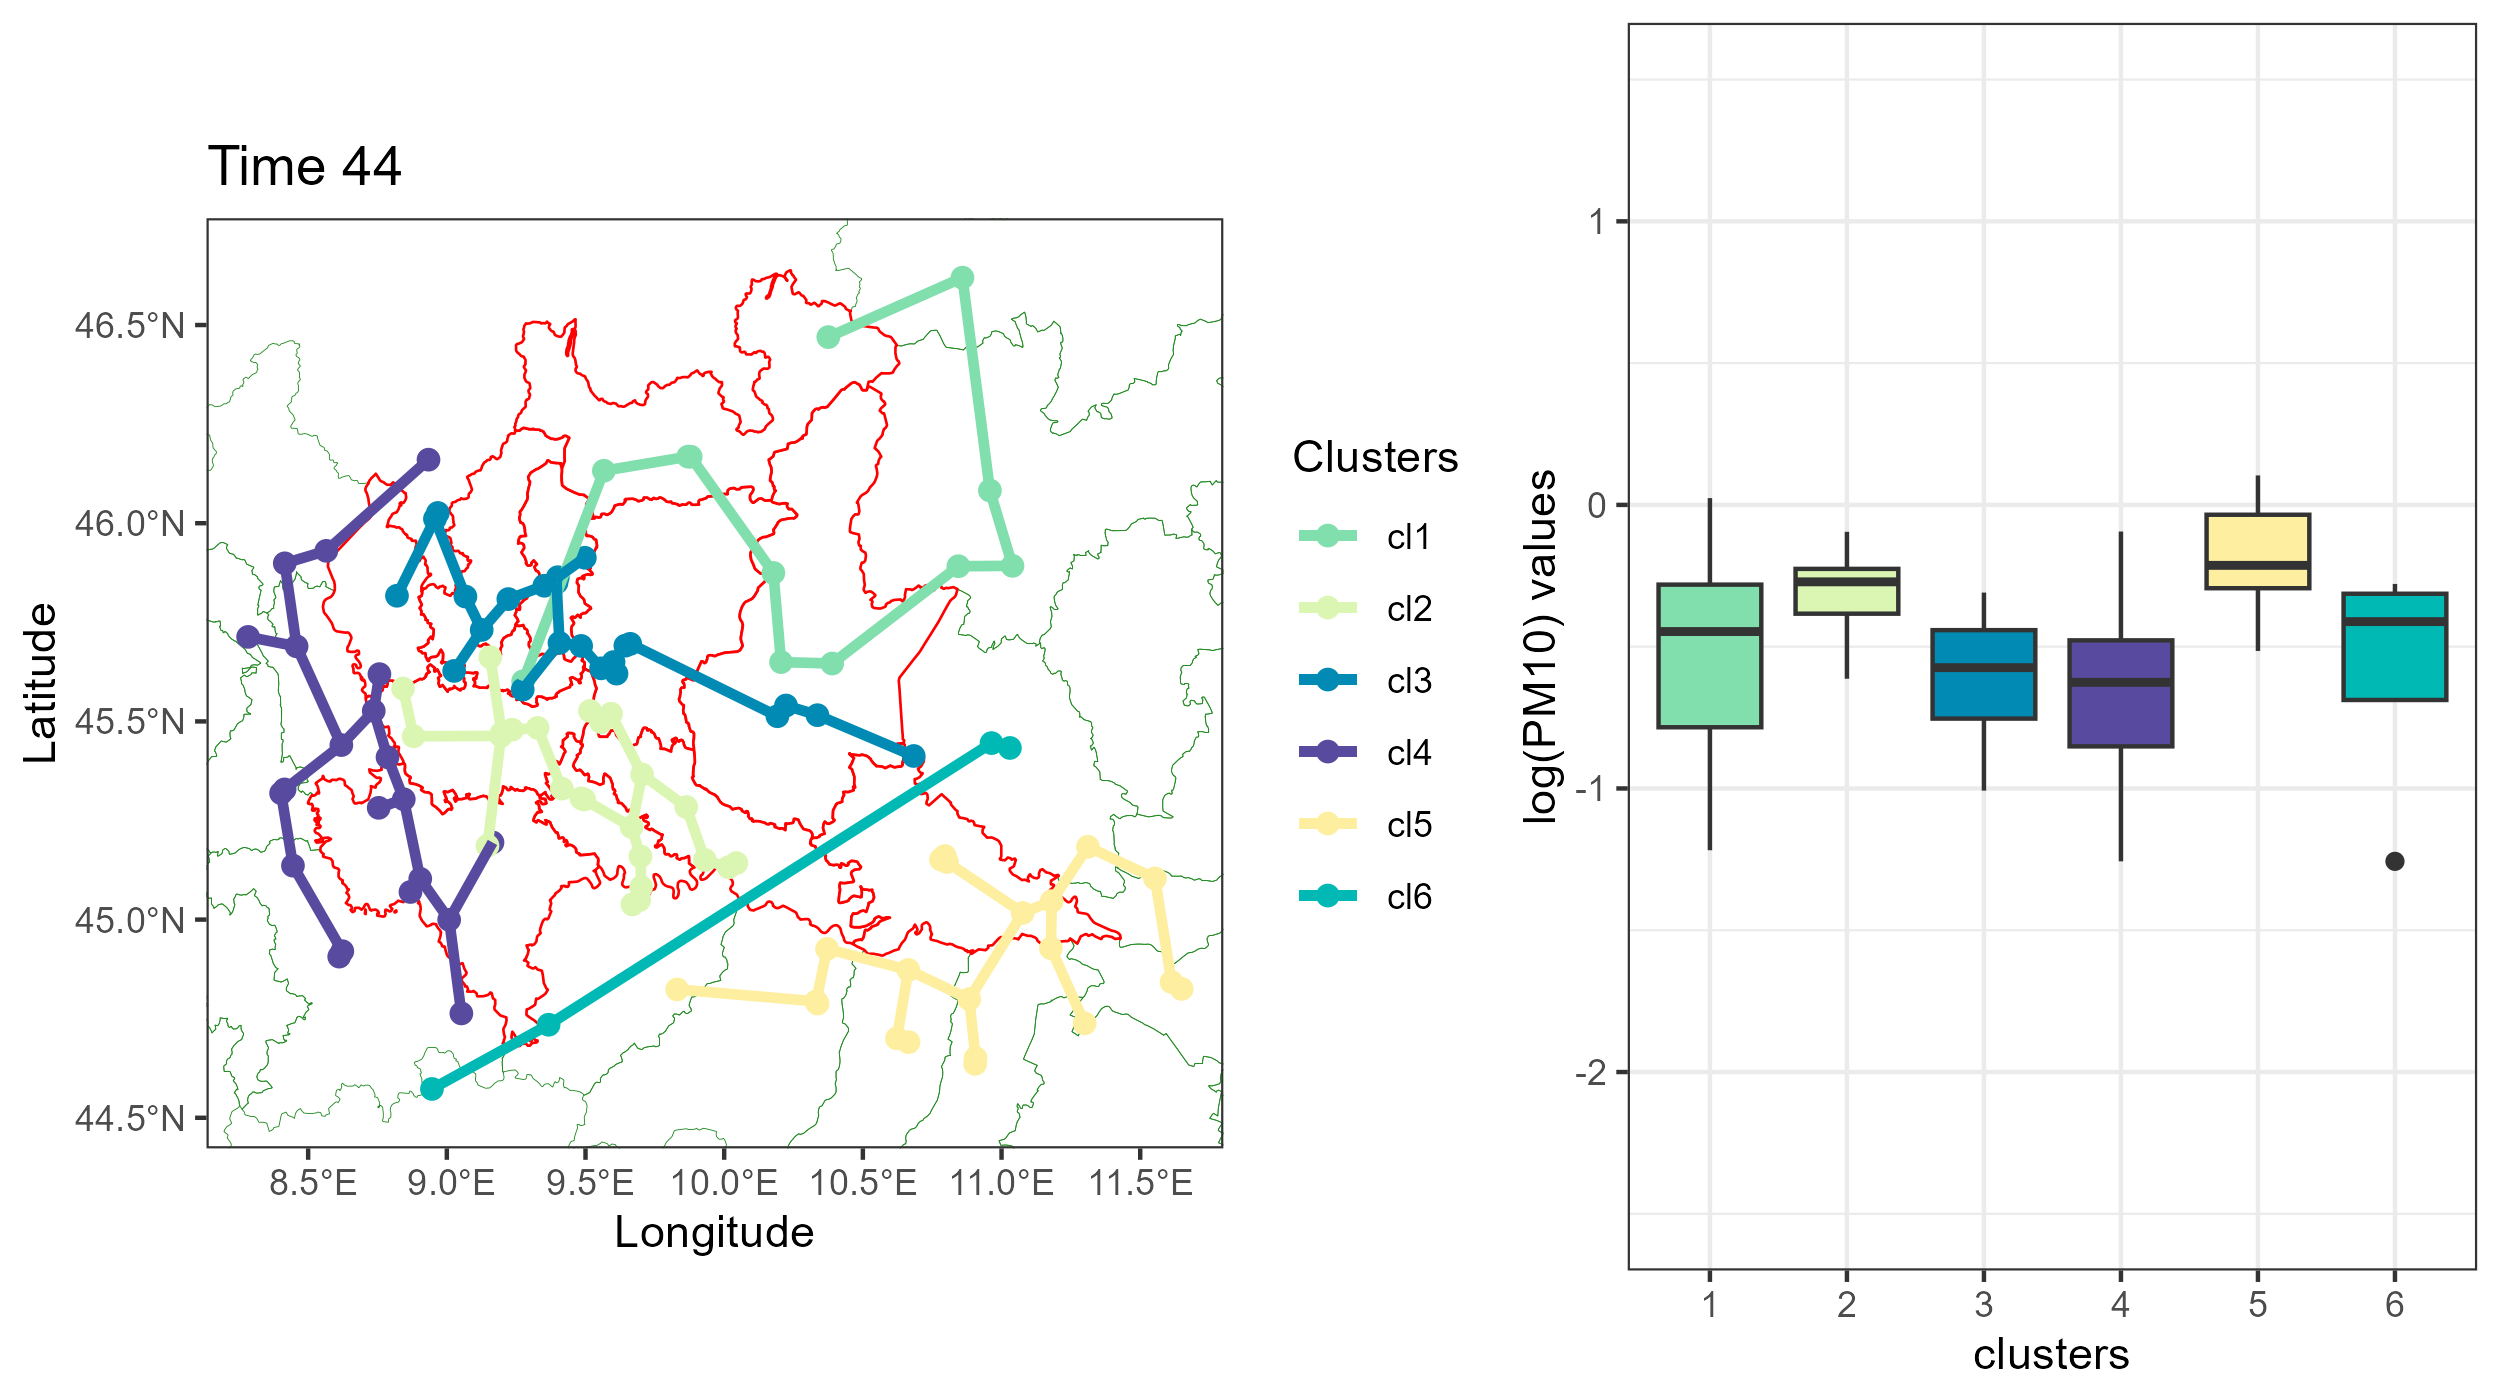 Time 44
Latitude
46.5°N
46.0°N
45.5°N
45.0°N
44.5°N
8.5°E
9.0°E
9.5°E
10.0°E
10.5°E
11.0°E
11.5°E
Longitude
Clusters
cl1
cl2
cl3
cl4
cl5
cl6
log(PM10) values
1
0
-1
-2
1
2
3
4
5
6
clusters